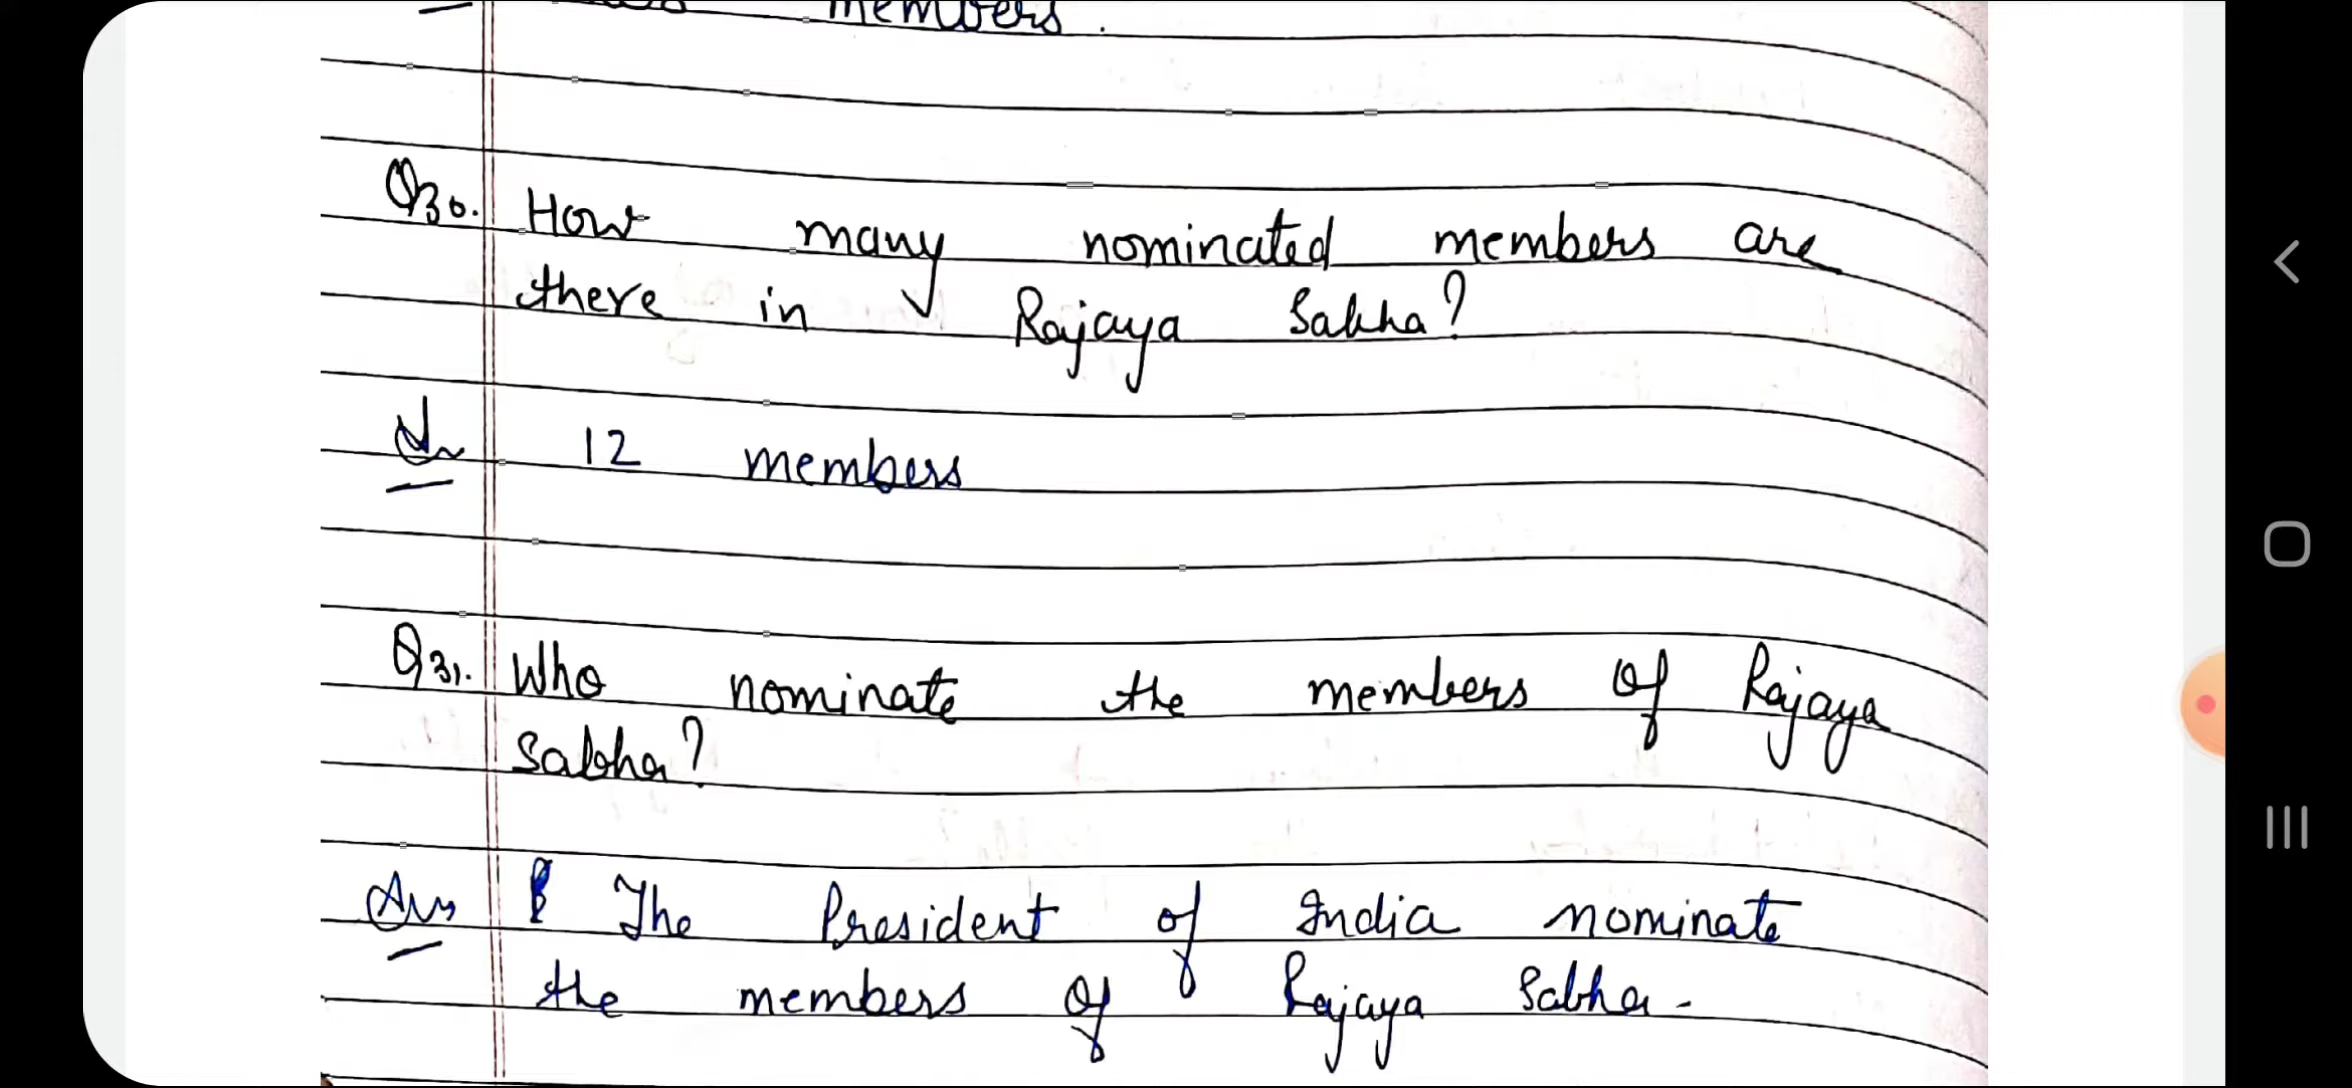 members.
Q30. How many nominated members are
there in Rajaya Sabha?
12 members
Q31. Who nominate the members of Rajaya
Sabha?
Ans The President of India nominate
the members of Rajaya Sabha.